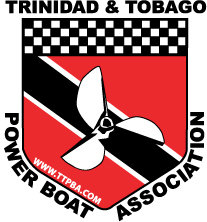 TRINIDAD & TOBAGO
POWER BOAT
ASSOCIATION
WWW.TTPBA.COM